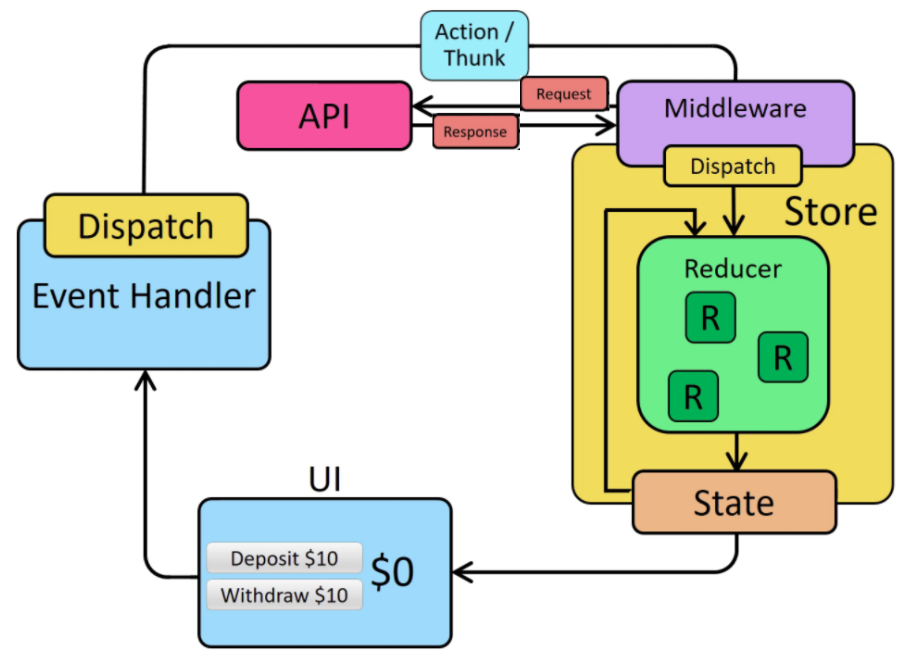 Action /
Thunk
Request
API
Response
Middleware
Dispatch
Store
Dispatch
Event Handler
Reducer
R
R
R
State
UI
Deposit $10
$0
Withdraw $10